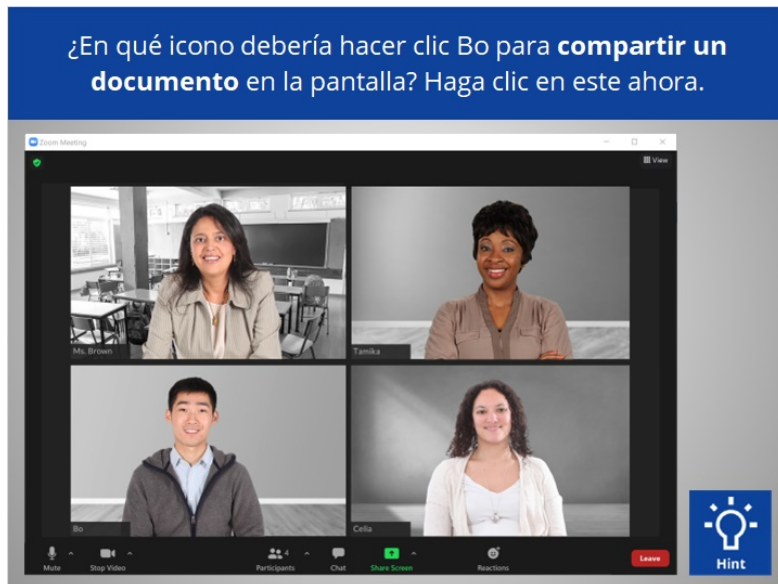 ¿En qué icono debería hacer clic Bo para compartir un
documento en la pantalla? Haga clic en este ahora.
Zoom Meeting
View
Ms. Brown
Tamika
Bo
Celia
Mute
Stop Video
4
Participants
Chat
Share Screen
Reactions
Leave
Hint